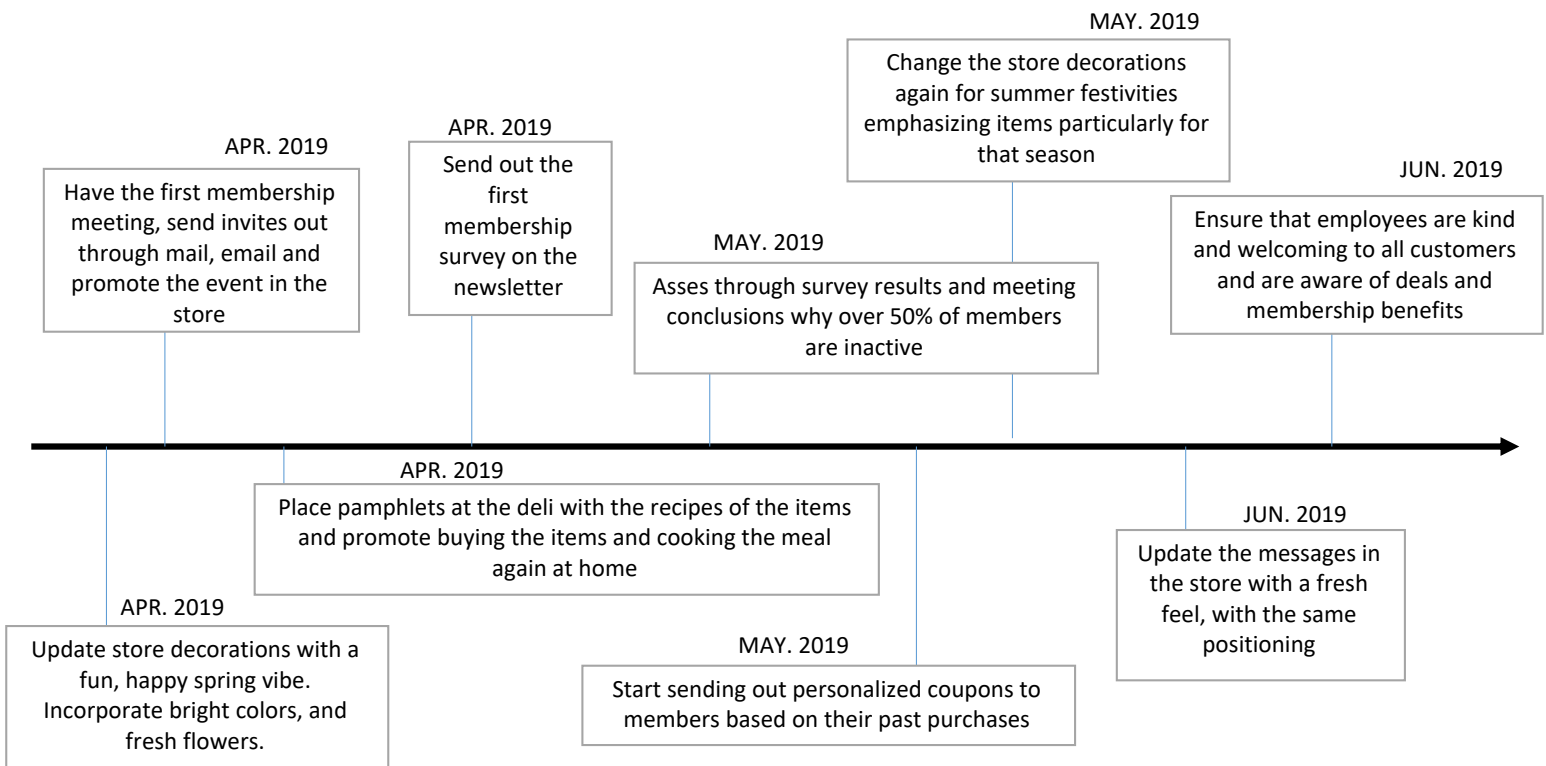 APR. 2019
Have the first membership
meeting, send invites out
through mail, email and
promote the event in the
store
APR. 2019
Send out the
first
membership
survey on the
newsletter
MAY. 2019
Asses through survey results and meeting
conclusions why over 50% of members
are inactive
MAY. 2019
Change the store decorations
again for summer festivities
emphasizing items particularly for
that season
JUN. 2019
Ensure that employees are kind
and welcoming to all customers
and are aware of deals and
membership benefits
APR. 2019
Update store decorations with a
fun, happy spring vibe.
Incorporate bright colors, and
fresh flowers.
APR. 2019
Place pamphlets at the deli with the recipes of the items
and promote buying the items and cooking the meal
again at home
MAY. 2019
Start sending out personalized coupons to
members based on their past purchases
JUN. 2019
Update the messages in
the store with a fresh
feel, with the same
positioning